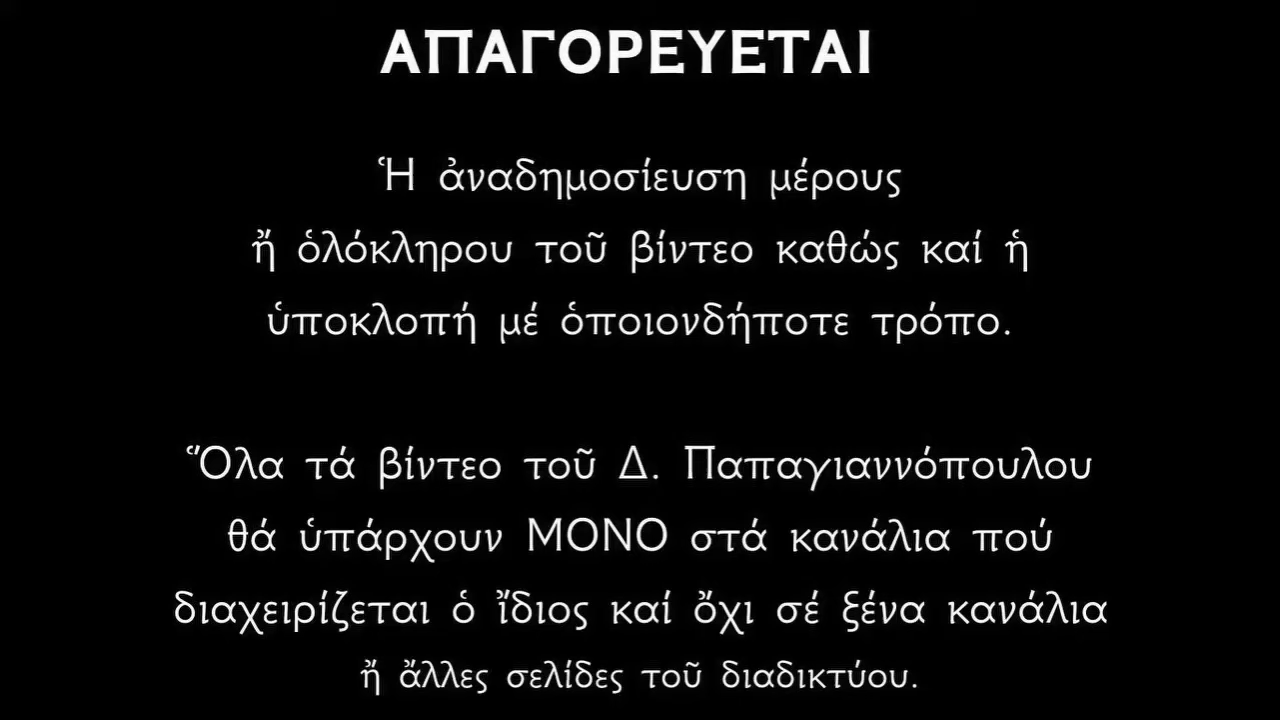 ΑΠΑΓΟΡΕΥΕΤΑΙ
Ἡ ἀναδημοσίευση μέρους
ἤ ὁλόκληρου τοῦ βίντεο καθώς καί ἡ
ὑποκλοπή μέ ὁποιονδήποτε τρόπο.
Ὅλα τά βίντεο τοῦ Δ. Παπαγιαννόπουλου
θά ὑπάρχουν ΜΟΝΟ στά κανάλια πού
διαχειρίζεται ὁ ἴδιος καί ὄχι σέ ξένα κανάλια
ἤ ἄλλες σελίδες τοῦ διαδικτύου.